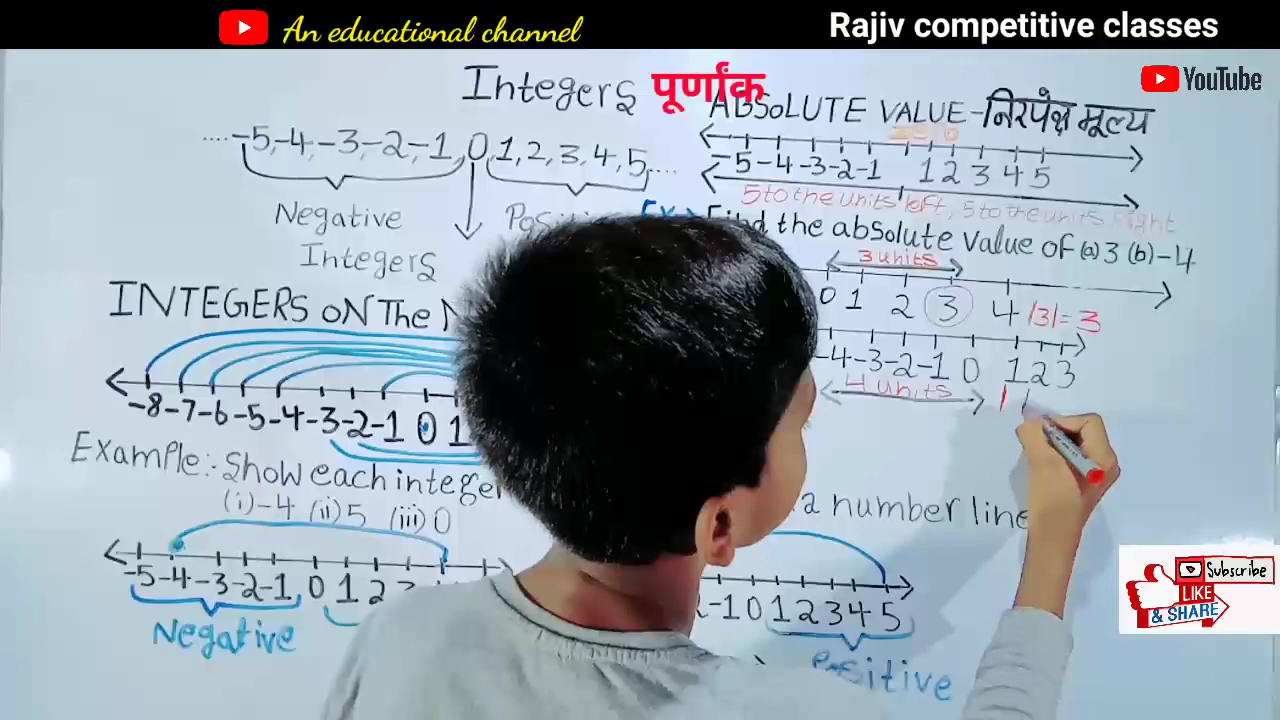 An educational channel
Rajiv competitive classes
YouTube
Integers पूर्णांक
ABSOLUTE VALUE-निरपेक्ष मूल्य
....-5,-4,-3,-2,-1,0,1,2,3,4,5,....
Negative
Integers
-5 -4 -3 -2 -1 1 2 3 4 5
5 to the units left, 5 to the units Right
Find the absolute value of (a) 3 (b) -4
3 units
0 1 2 3 4 |3|= 3
-4 -3 -2 -1 0 1 2 3
4 units
INTEGERS ON The
-8 -7 -6 -5 -4 -3 -2 -1 0 1
Example:- Show each integer
a number line
(i)-4 (ii) 5 (iii) 0
-5 -4 -3 -2 -1 0 1 2
-1 0 1 2 3 4 5
Negative
Positive
Subscribe
LIKE
& SHARE